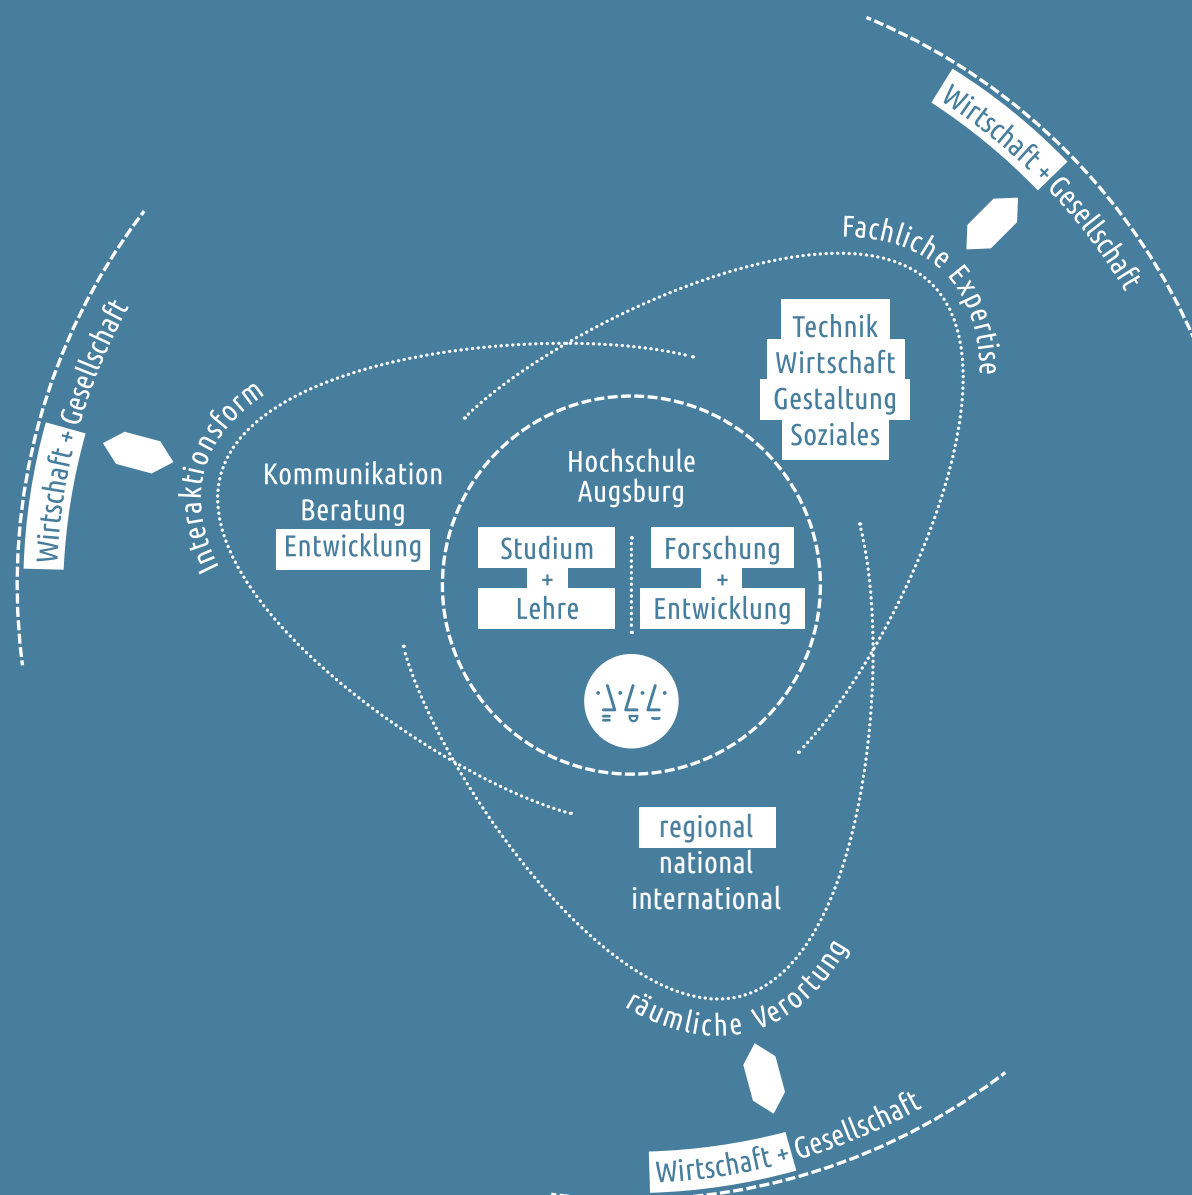 Wirtschaft + Gesellschaft
Fachliche Expertise
Technik
Wirtschaft
Gestaltung
Soziales
Wirtschaft + Gesellschaft
Interaktionsform
Kommunikation
Beratung
Entwicklung
Hochschule
Augsburg
Studium
+
Lehre
Forschung
+
Entwicklung
regional
national
international
räumliche Verortung
Wirtschaft + Gesellschaft